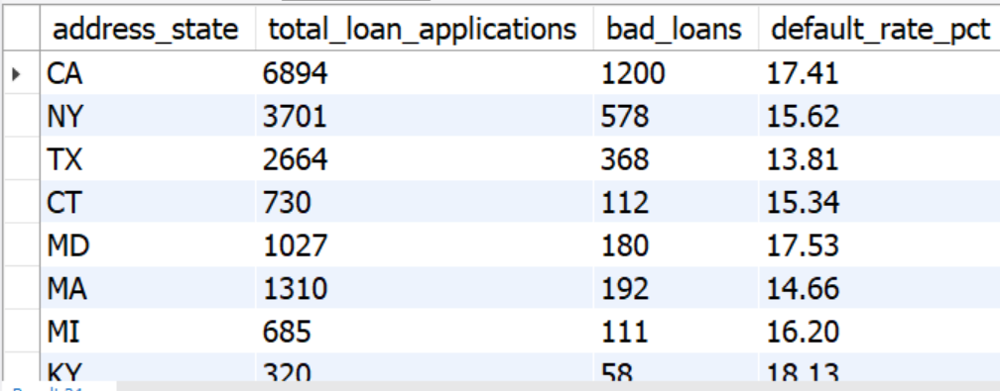 address_state total_loan_applications bad_loans default_rate_pct
CA 6894 1200 17.41
NY 3701 578 15.62
TX 2664 368 13.81
CT 730 112 15.34
MD 1027 180 17.53
MA 1310 192 14.66
MI 685 111 16.20
KY 320 58 18.13